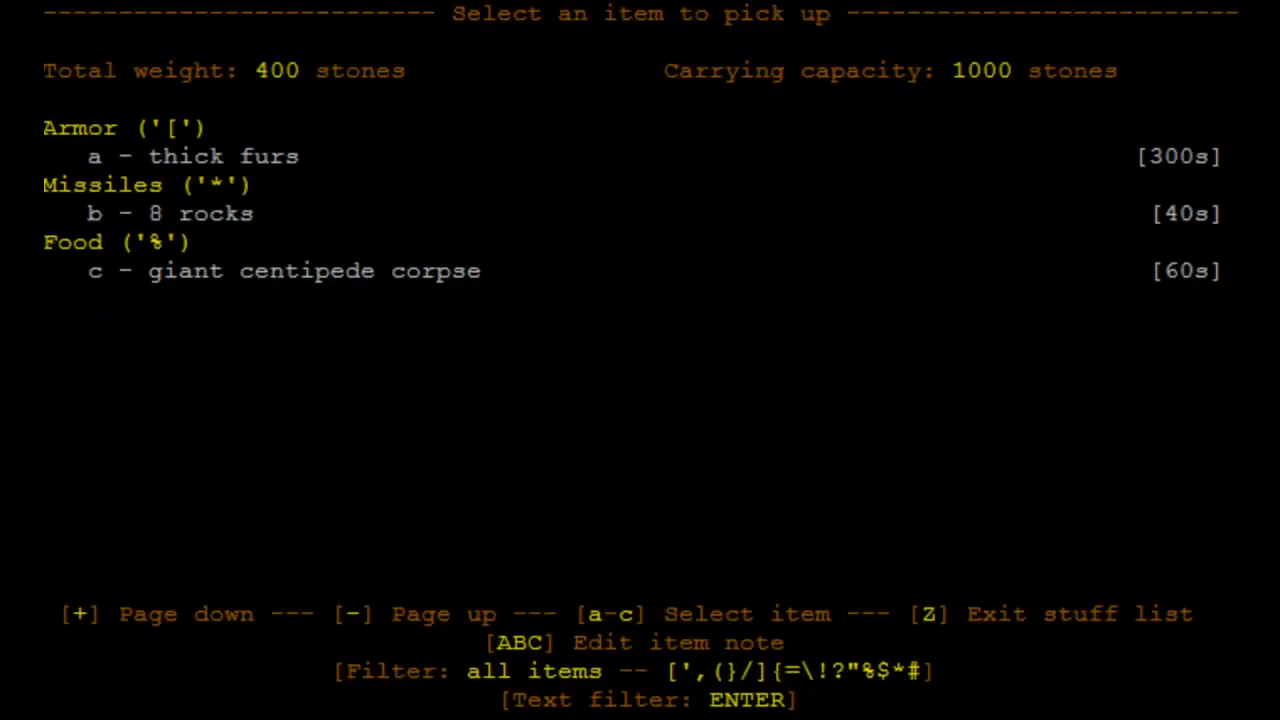 -------------------------- Select an item to pick up --------------------------
Total weight: 400 stones Carrying capacity: 1000 stones
Armor ('[')
a - thick furs [300s]
Missiles ('*')
b - 8 rocks [40s]
Food ('%')
c - giant centipede corpse [60s]
[+] Page down --- [-] Page up --- [a-c] Select item --- [Z] Exit stuff list
[ABC] Edit item note
[Filter: all items -- [',(}/]{=\!?"%$*#]
[Text filter: ENTER]